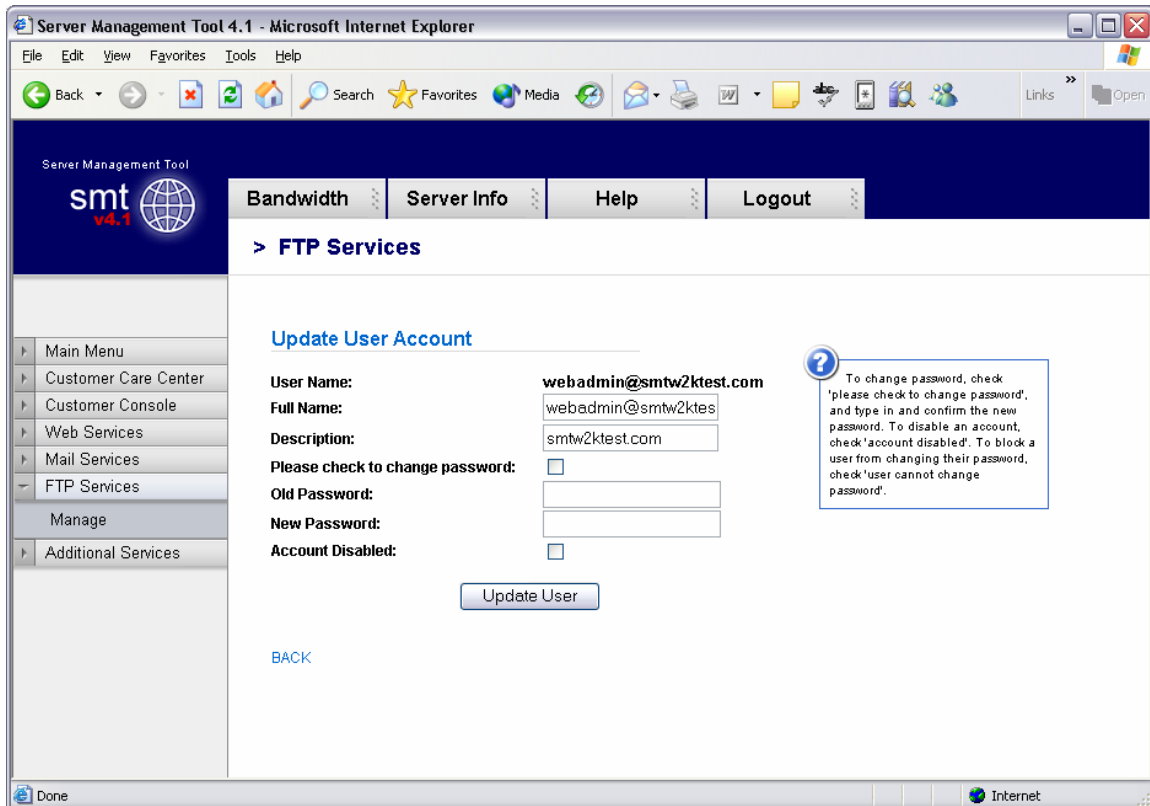 Server Management Tool 4.1 - Microsoft Internet Explorer
File Edit View Favorites Tools Help
Back Search Favorites Media Links Open
Server Management Tool
smt
v4.1
Bandwidth Server Info Help Logout
> FTP Services
Main Menu
Customer Care Center
Customer Console
Web Services
Mail Services
FTP Services
Manage
Additional Services
Update User Account
User Name: webadmin@smtw2ktest.com
Full Name: webadmin@smtw2ktes
Description: smtw2ktest.com
Please check to change password:
Old Password:
New Password:
Account Disabled:
Update User
BACK
?
To change password, check
'please check to change password',
and type in and confirm the new
password. To disable an account,
check 'account disabled'. To block a
user from changing their password,
check 'user cannot change
password'.
Done Internet